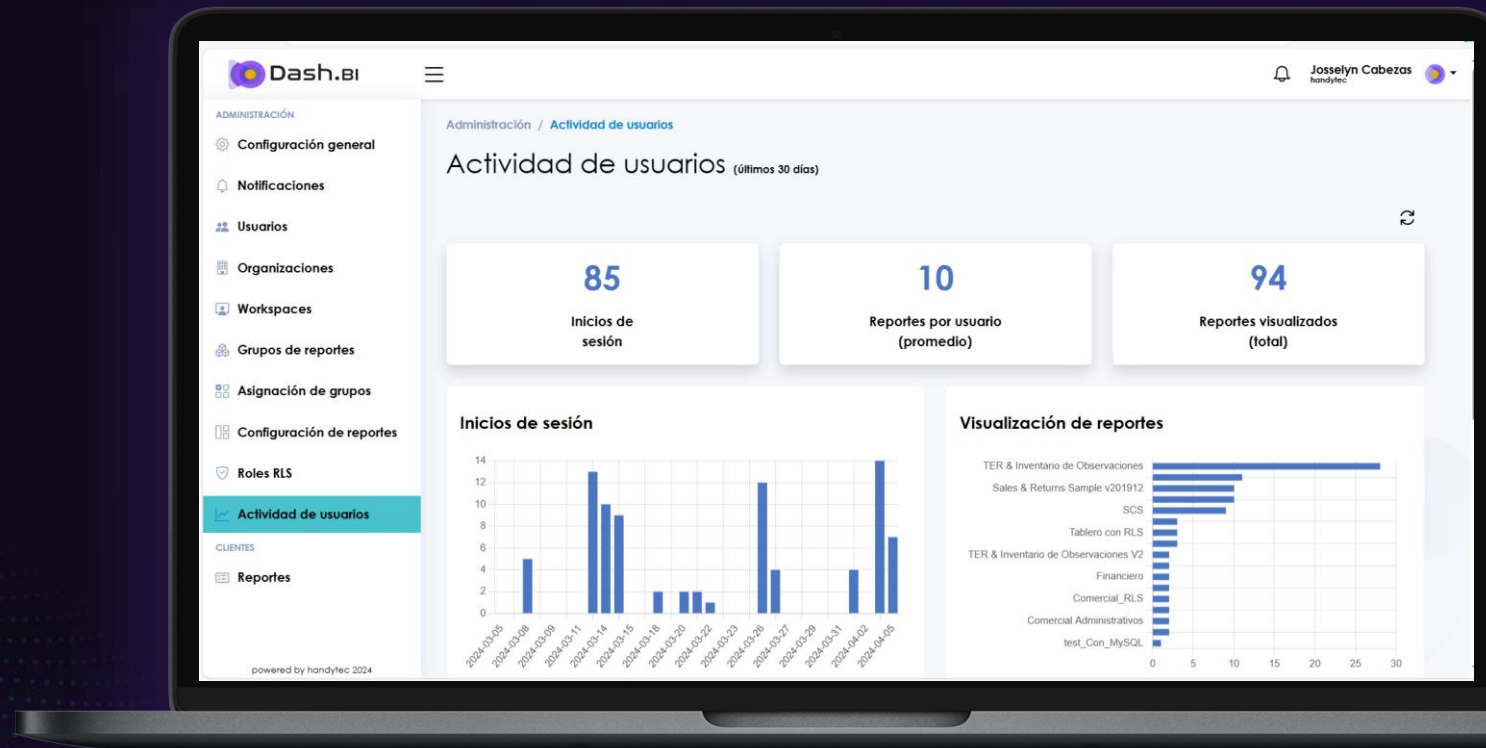 Dash.BI
Josselyn Cabezas
handytec
ADMINISTRACIÓN
Configuración general
Notificaciones
Usuarios
Organizaciones
Workspaces
Grupos de reportes
Asignación de grupos
Configuración de reportes
Roles RLS
Actividad de usuarios
CLIENTES
Reportes
powered by handytec 2024
Administración / Actividad de usuarios
Actividad de usuarios (últimos 30 días)
85
Inicios de
sesión
10
Reportes por usuario
(promedio)
94
Reportes visualizados
(total)
Inicios de sesión
14
12
10
8
6
4
2
0
2024-03-05
2024-03-08
2024-03-09
2024-03-11
2024-03-14
2024-03-15
2024-03-18
2024-03-20
2024-03-22
2024-03-23
2024-03-26
2024-03-27
2024-03-29
2024-03-31
2024-04-02
2024-04-05
Visualización de reportes
TER & Inventario de Observaciones
Sales & Returns Sample v201912
SCS
Tablero con RLS
TER & Inventario de Observaciones V2
Financiero
Comercial_RLS
Comercial Administrativos
test_Con_MySQL
0 5 10 15 20 25 30